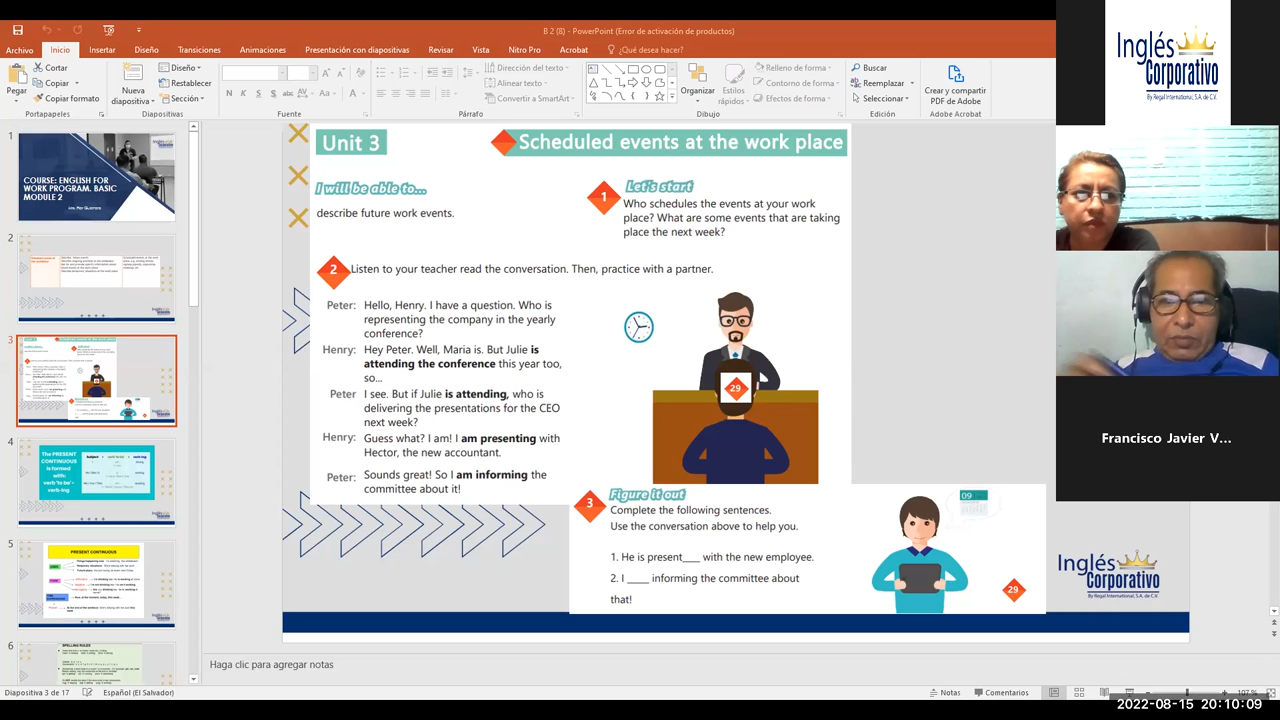 B 2 (8) - PowerPoint (Error de activación de productos)
Archivo Inicio Insertar Diseño Transiciones Animaciones Presentación con diapositivas Revisar Vista Nitro Pro Acrobat ¿Qué desea hacer?
Pegar
Cortar
Copiar
Copiar formato
Portapapeles
Nueva
diapositiva
Diseño
Restablecer
Sección
Diapositivas
N K S S abc AV Aa A
Fuente
Dirección del texto
Alinear texto
Convertir a SmartArt
Párrafo
Organizar
Estilos
rápidos
Relleno de forma
Contorno de forma
Efectos de forma
Dibujo
Buscar
Reemplazar
Seleccionar
Edición
Crear y compartir
PDF de Adobe
Adobe Acrobat
1
COURSE: ENGLISH FOR
WORK PROGRAM. BASIC
MODULE 2
2
3
4
The PRESENT
CONTINUOUS
is formed
with:
verb 'to be' +
verb-ing
5
PRESENT CONTINUOUS
6
SPELLING RULES
Unit 3
Scheduled events at the work place
I will be able to...
describe future work events.
1
Let's start
Who schedules the events at your work
place? What are some events that are taking
place the next week?
2
Listen to your teacher read the conversation. Then, practice with a partner.
Peter: Hello, Henry. I have a question. Who is
representing the company in the yearly
conference?
Henry: Hey Peter. Well, Maria is. But Julie is
attending the conference this year too,
so...
Peter: I see. But if Julie is attending, who is
delivering the presentations for the CEO
next week?
Henry: Guess what? I am! I am presenting with
Hector, the new accountant.
Peter: Sounds great! So I am informing the
committee about it!
29
3
Figure it out
Complete the following sentences.
Use the conversation above to help you.
1. He is present___ with the new employee
2. I ____ informing the committee about
that!
09
29
Inglés
Corporativo
By Regal International, S.A. de C.V.
Haga clic para agregar notas
Diapositiva 3 de 17 Español (El Salvador) Notas Comentarios 107 %
Inglés
Corporativo
By Regal International, S.A. de C.V.
Francisco Javier V...
2022-08-15 20:10:09